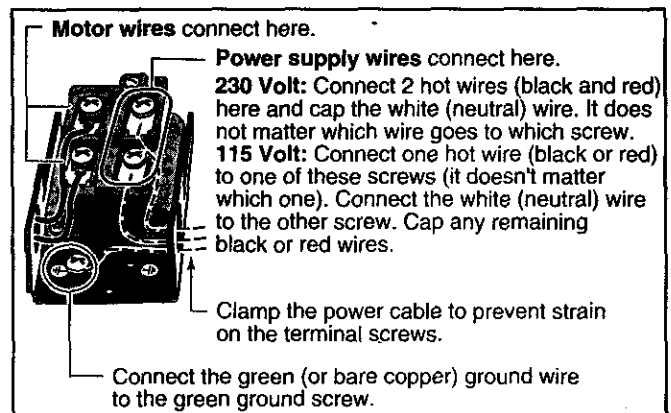 Motor wires connect here.
Power supply wires connect here.
230 Volt: Connect 2 hot wires (black and red)
here and cap the white (neutral) wire. It does
not matter which wire goes to which screw.
115 Volt: Connect one hot wire (black or red)
to one of these screws (it doesn't matter
which one). Connect the white (neutral) wire
to the other screw. Cap any remaining
black or red wires.
Clamp the power cable to prevent strain
on the terminal screws.
Connect the green (or bare copper) ground wire
to the green ground screw.